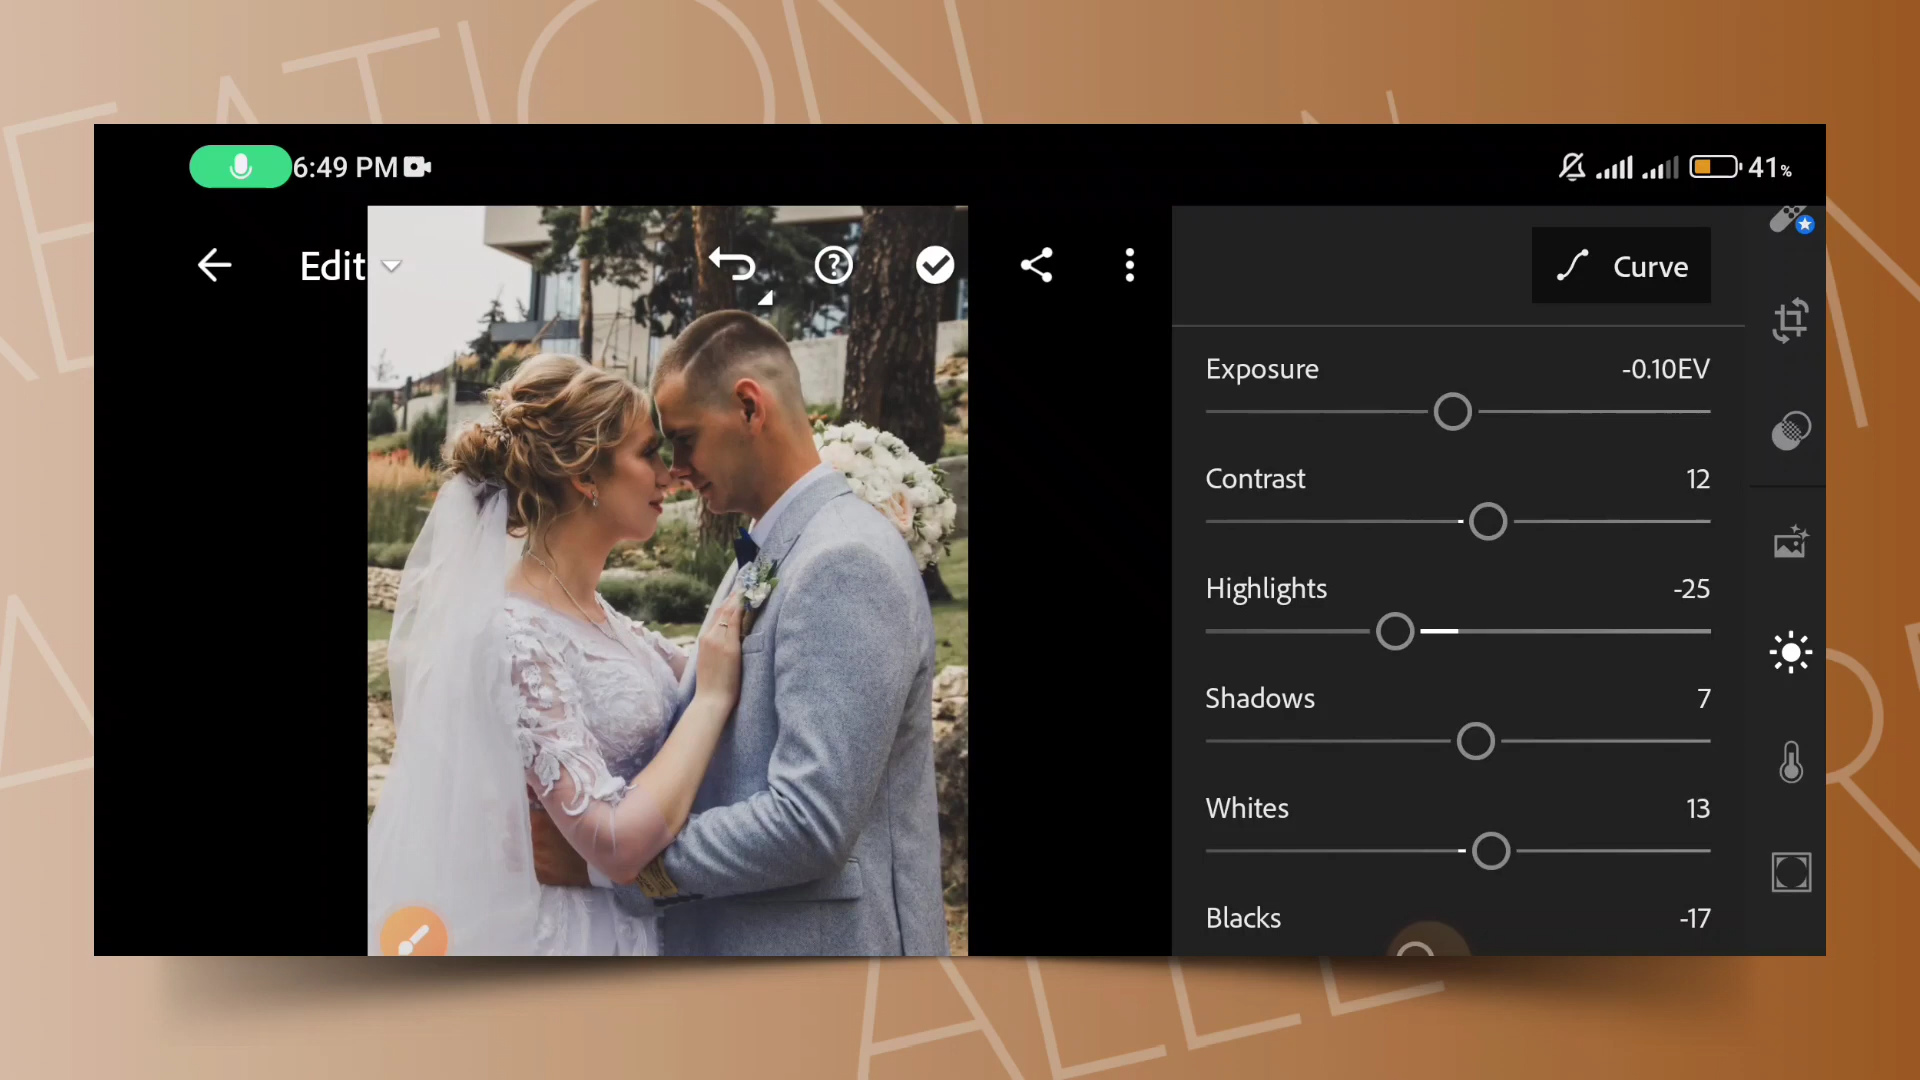 6:49 PM
41%
Edit
Curve
Exposure -0.10EV
Contrast 12
Highlights -25
Shadows 7
Whites 13
Blacks -17